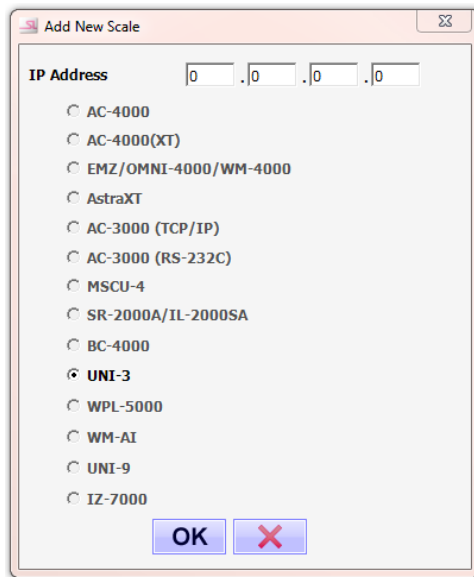 Add New Scale
IP Address 0 . 0 . 0 . 0
AC-4000
AC-4000(XT)
EMZ/OMNI-4000/WM-4000
AstraXT
AC-3000 (TCP/IP)
AC-3000 (RS-232C)
MSCU-4
SR-2000A/IL-2000SA
BC-4000
UNI-3
WPL-5000
WM-AI
UNI-9
IZ-7000
OK